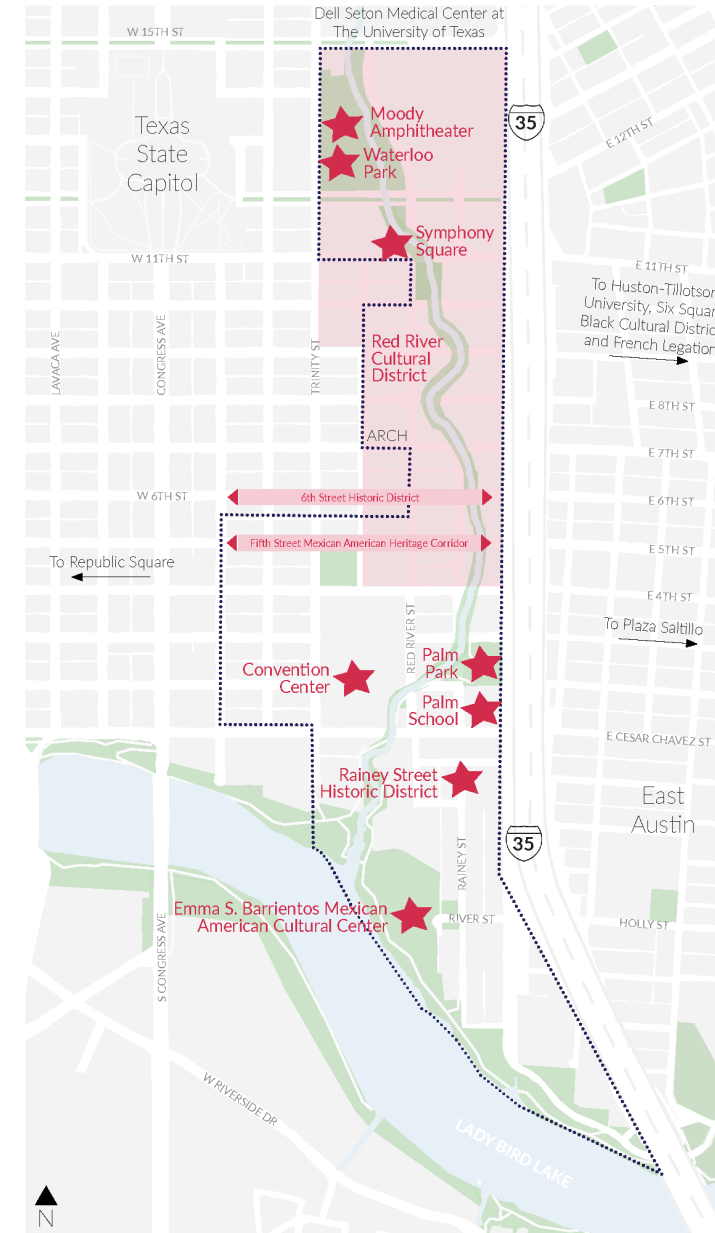 Dell Seton Medical Center at
The University of Texas
W 15TH ST
35
Moody
Amphitheater
Texas
State
Capitol
E 12TH ST
Waterloo
Park
Symphony
Square
W 11TH ST
E 11TH ST
To Huston-Tillotson
University, Six Squar
Black Cultural Distric
and French Legation
LAVACA AVE
CONGRESS AVE
TRINITY ST
Red River
Cultural
District
E 8TH ST
ARCH
E 7TH ST
W 6TH ST
6th Street Historic District
E 6TH ST
Fifth Street Mexican American Heritage Corridor
E 5TH ST
To Republic Square
E 4TH ST
RED RIVER ST
To Plaza Saltillo
Palm
Park
Convention
Center
Palm
School
E CESAR CHAVEZ ST
Rainey Street
Historic District
East
Austin
35
RAINEY ST
Emma S. Barrientos Mexican
American Cultural Center
RIVER ST
HOLLY ST
S CONGRESS AVE
W RIVERSIDE DR
LADY BIRD LAKE
N